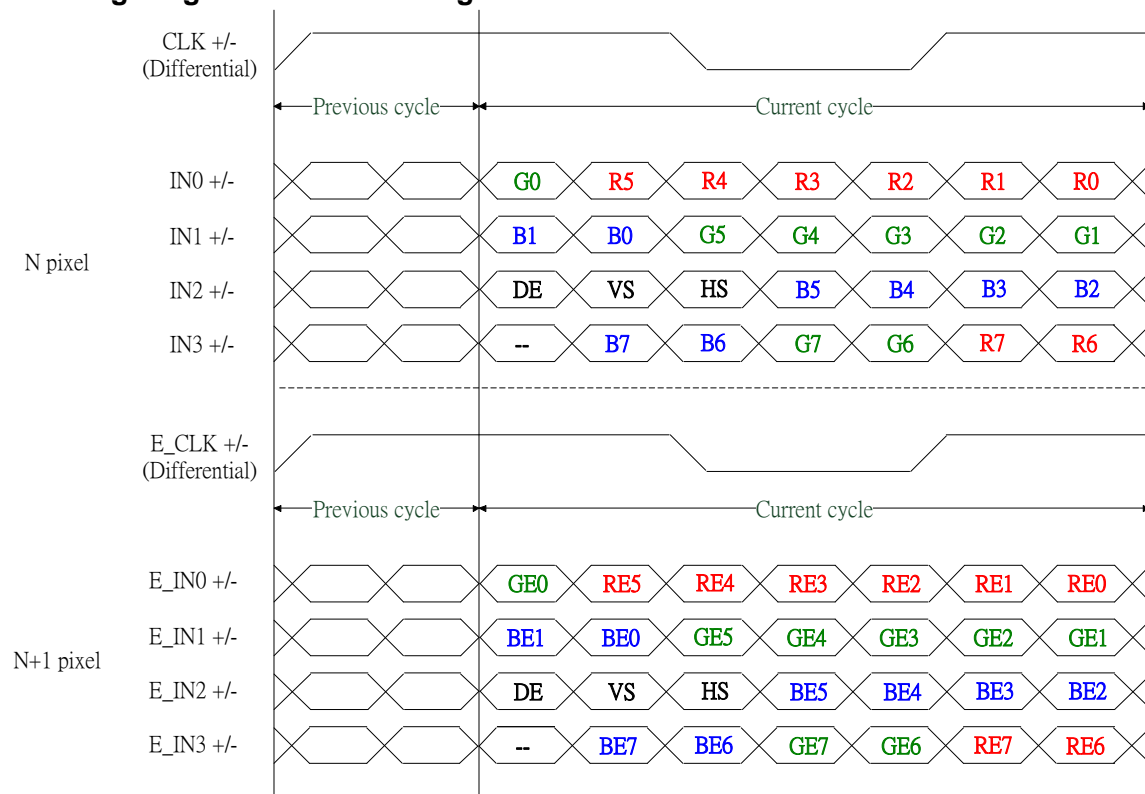 CLK +/-
(Differential)
Previous cycle Current cycle
IN0 +/- G0 R5 R4 R3 R2 R1 R0
IN1 +/- B1 B0 G5 G4 G3 G2 G1
N pixel
IN2 +/- DE VS HS B5 B4 B3 B2
IN3 +/- -- B7 B6 G7 G6 R7 R6
E_CLK +/-
(Differential)
Previous cycle Current cycle
E_IN0 +/- GE0 RE5 RE4 RE3 RE2 RE1 RE0
E_IN1 +/- BE1 BE0 GE5 GE4 GE3 GE2 GE1
N+1 pixel
E_IN2 +/- DE VS HS BE5 BE4 BE3 BE2
E_IN3 +/- -- BE7 BE6 GE7 GE6 RE7 RE6